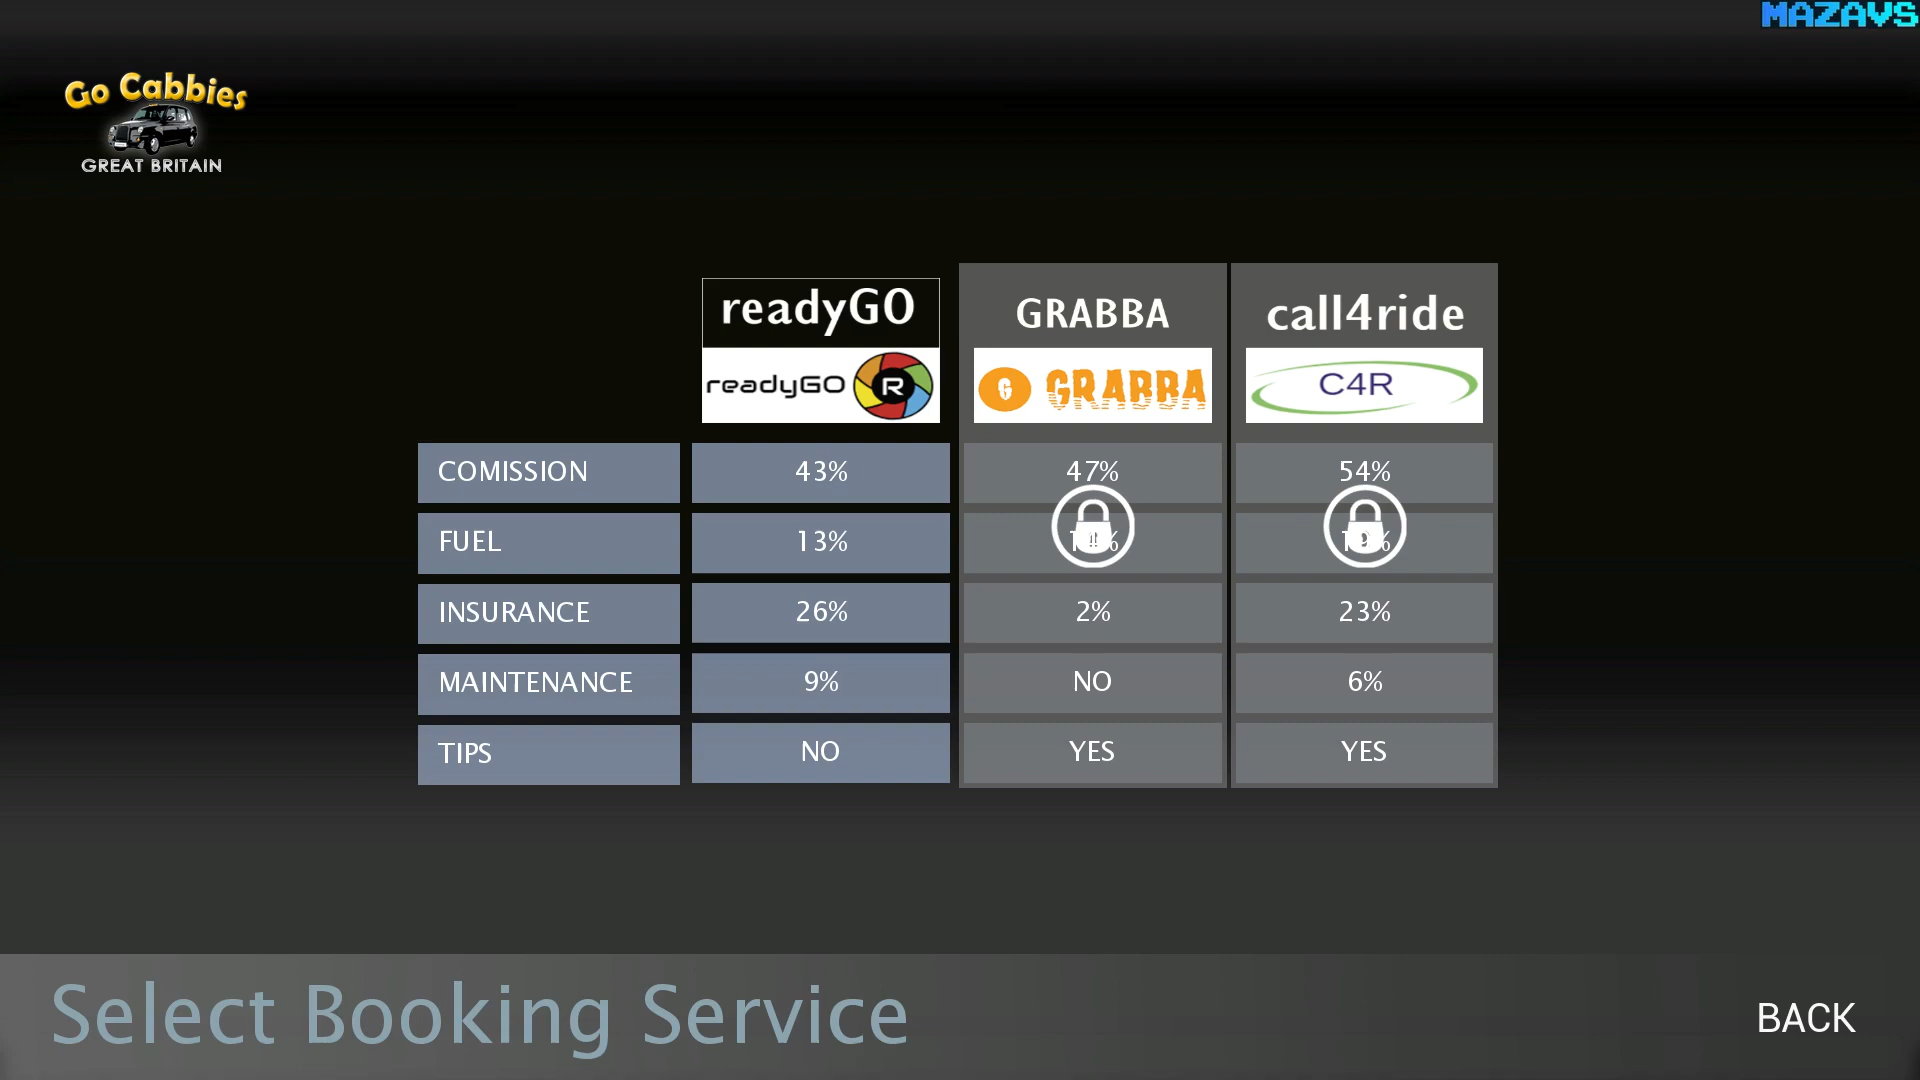 MAZAVS
Go Cabbies
GREAT BRITAIN
readyGO GRABBA call4ride
readyGO R G GRABBA C4R
COMISSION 43% 47% 54%
FUEL 13%
INSURANCE 26% 2% 23%
MAINTENANCE 9% NO 6%
TIPS NO YES YES
Select Booking Service
BACK